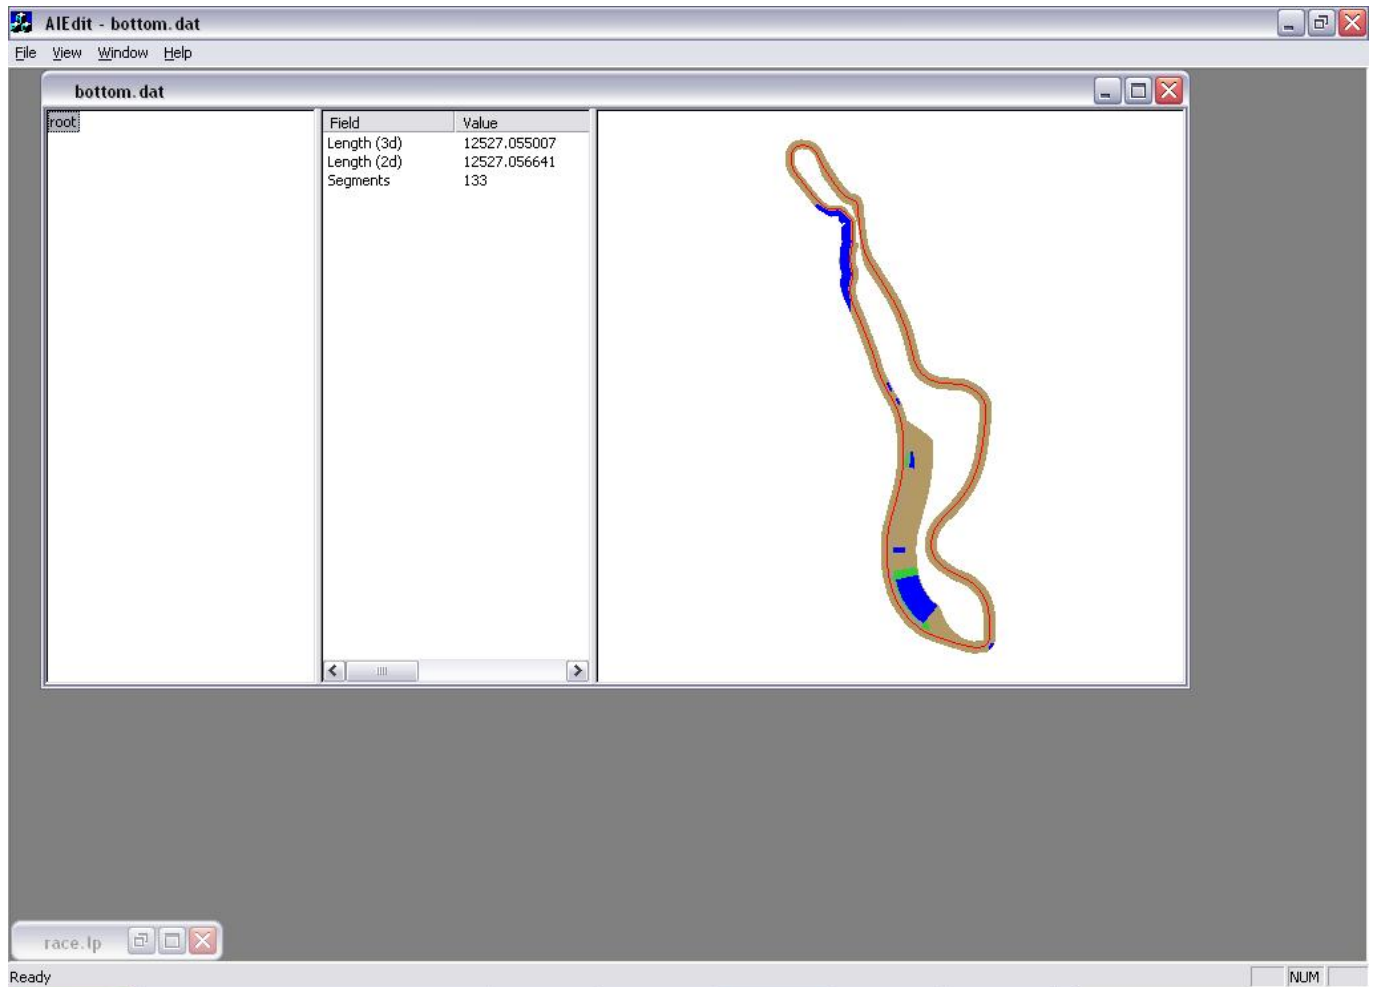 AIEdit - bottom.dat
File View Window Help
bottom.dat
root
Field Value
Length (3d) 12527.055007
Length (2d) 12527.056641
Segments 133
race.lp
Ready NUM